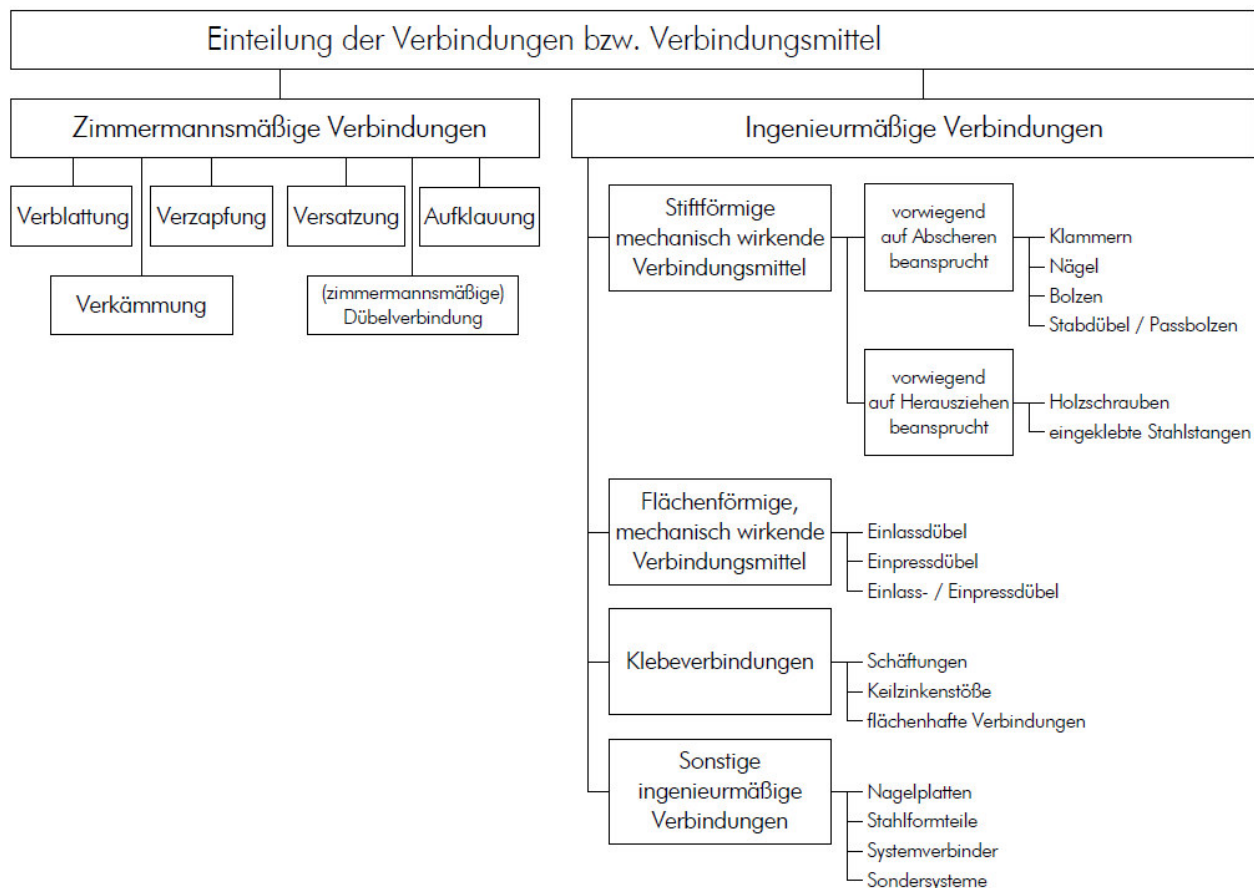 Einteilung der Verbindungen bzw. Verbindungsmittel
Zimmermannsmäßige Verbindungen
Verblattung
Verzapfung
Versatzung
Aufklauung
Verkämmung
(zimmermannsmäßige)
Dübelverbindung
Ingenieurmäßige Verbindungen
Stiftförmige
mechanisch wirkende
Verbindungsmittel
vorwiegend
auf Abscheren
beansprucht
Klammern
Nägel
Bolzen
Stabdübel / Passbolzen
vorwiegend
auf Herausziehen
beansprucht
Holzschrauben
eingeklebte Stahlstangen
Flächenförmige,
mechanisch wirkende
Verbindungsmittel
Einlassdübel
Einpressdübel
Einlass- / Einpressdübel
Klebeverbindungen
Schäftungen
Keilzinkenstöße
flächenhafte Verbindungen
Sonstige
ingenieurmäßige
Verbindungen
Nagelplatten
Stahlformteile
Systemverbinder
Sondersysteme